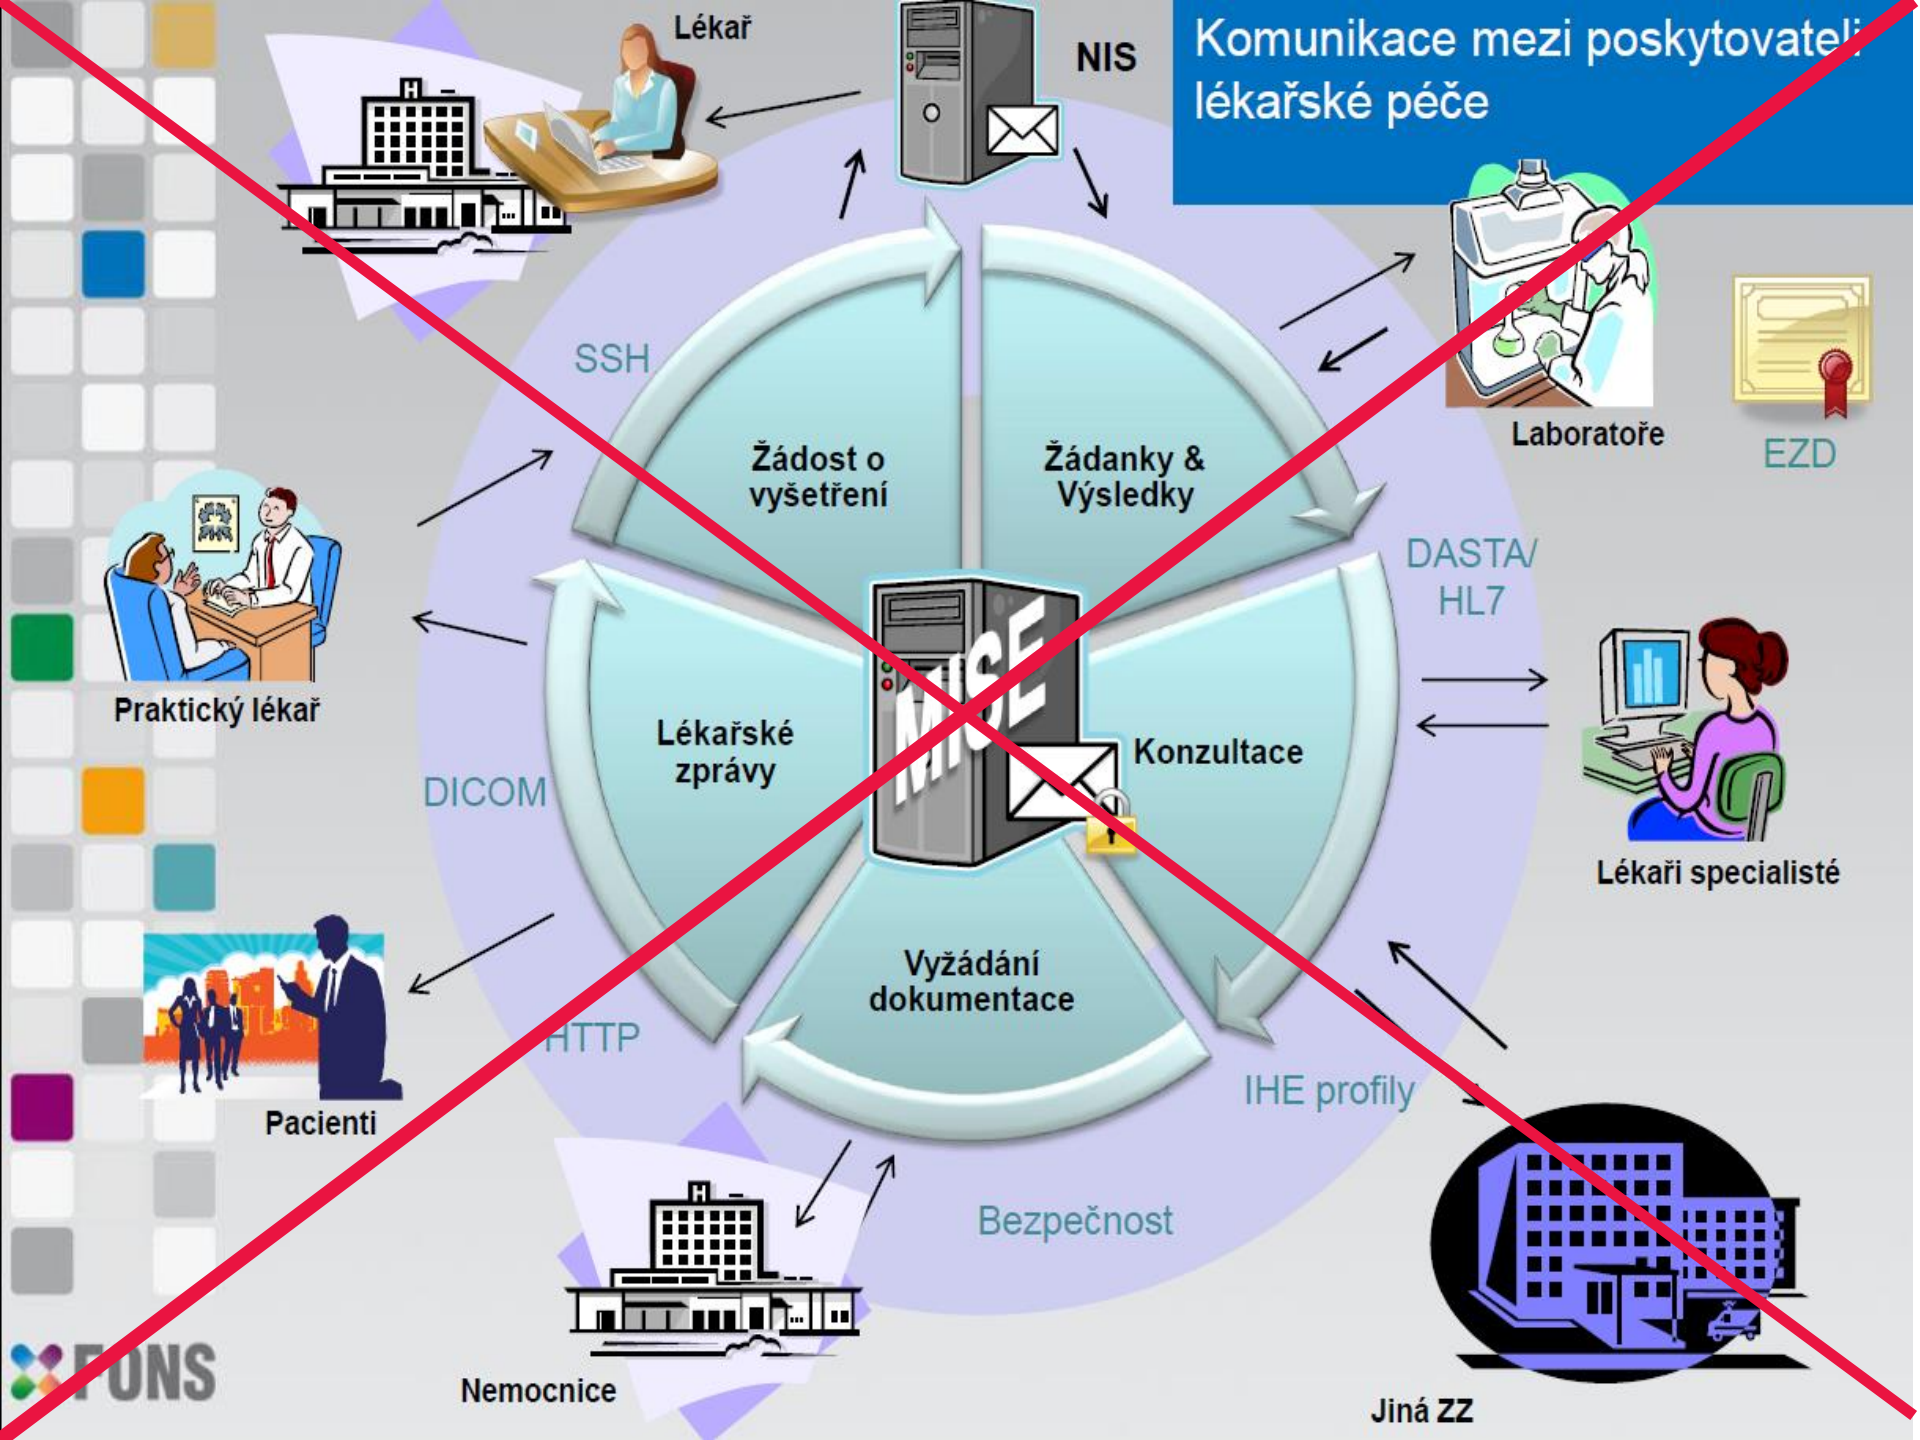 Lékař
NIS
Komunikace mezi poskytovateli
lékařské péče
SSH
Žádost o
vyšetření
Žádanky &
Výsledky
Laboratoře
EZD
DASTA/
HL7
Praktický lékař
Lékařské
zprávy
MISE
Konzultace
DICOM
Lékaři specialisté
Vyžádání
dokumentace
HTTP
IHE profily
Pacienti
Bezpečnost
H
H
FONS
Nemocnice
Jiná ZZ